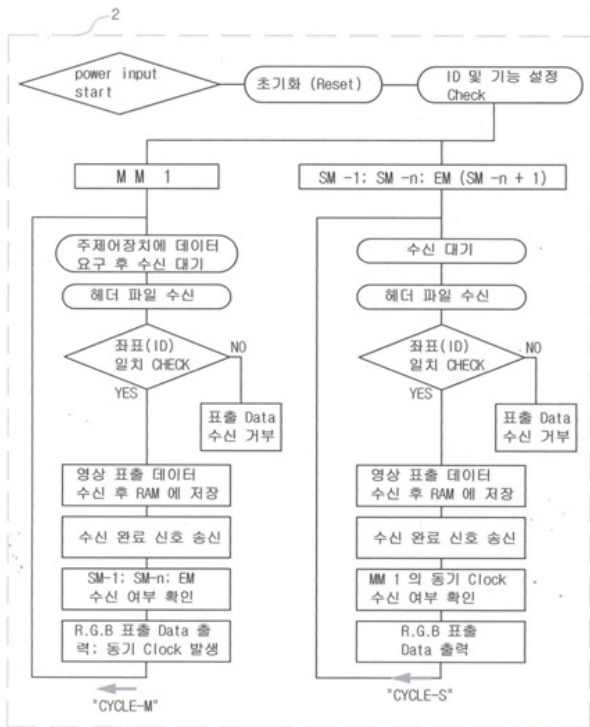 2
power input
start
초기화 (Reset)
ID 및 기능 설정
Check
M M 1
SM -1; SM -n; EM (SM -n + 1)
주제어장치에 데이터
요구 후 수신 대기
헤더 파일 수신
좌표(ID)
일치 CHECK
NO
YES
표출 Data
수신 거부
영상 표출 데이터
수신 후 RAM 에 저장
수신 완료 신호 송신
SM-1; SM-n; EM
수신 여부 확인
R.G.B 표출 Data 출
력; 동기 Clock 발생
"CYCLE-M"
수신 대기
헤더 파일 수신
좌표(ID)
일치 CHECK
NO
YES
표출 Data
수신 거부
영상 표출 데이터
수신 후 RAM 에 저장
수신 완료 신호 송신
MM 1 의 동기 Clock
수신 여부 확인
R.G.B 표출
Data 출력
"CYCLE-S"